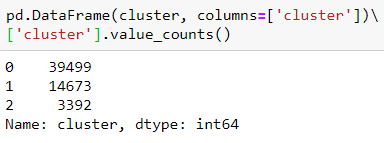 pd.DataFrame(cluster, columns=['cluster'])\
['cluster'].value_counts()
0    39499
1    14673
2     3392
Name: cluster, dtype: int64